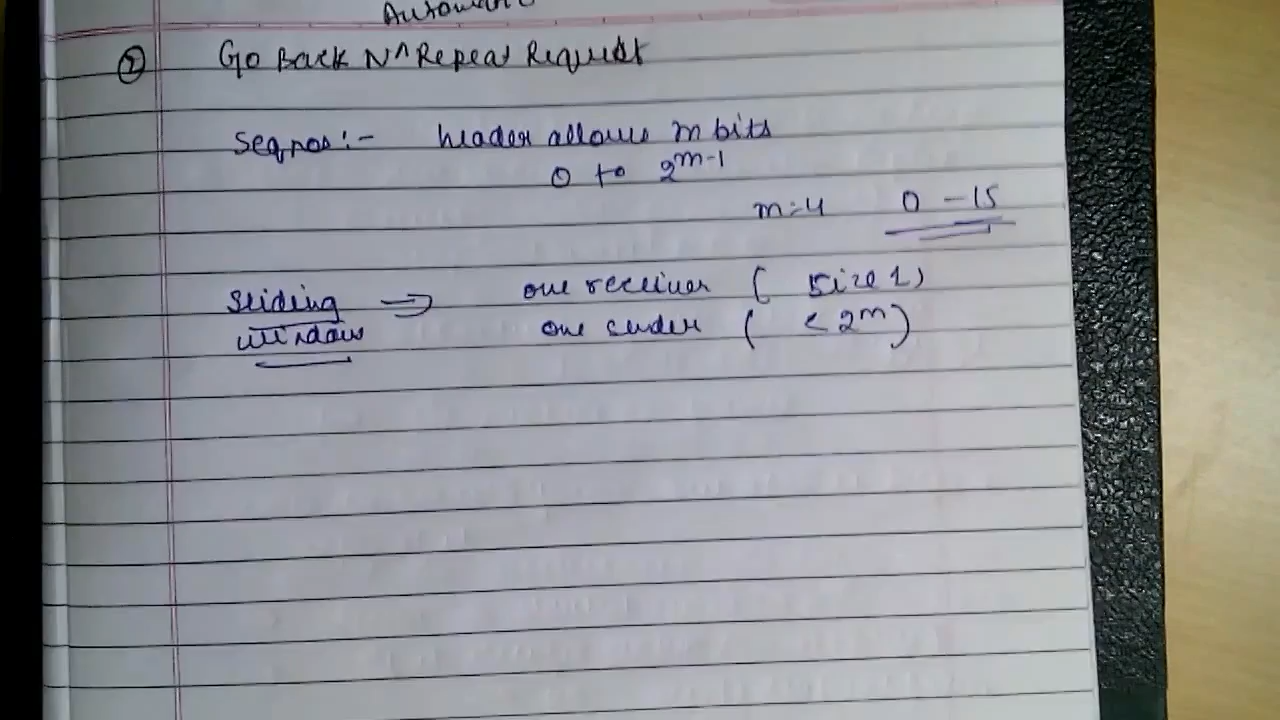 Automatic
② Go Back N^Repeat Request
Seqnos:- header allows m bits
0 to 2^m-1
m=4 0 - 15
Sliding => one receiver ( size 1)
window one sender ( < 2^m)